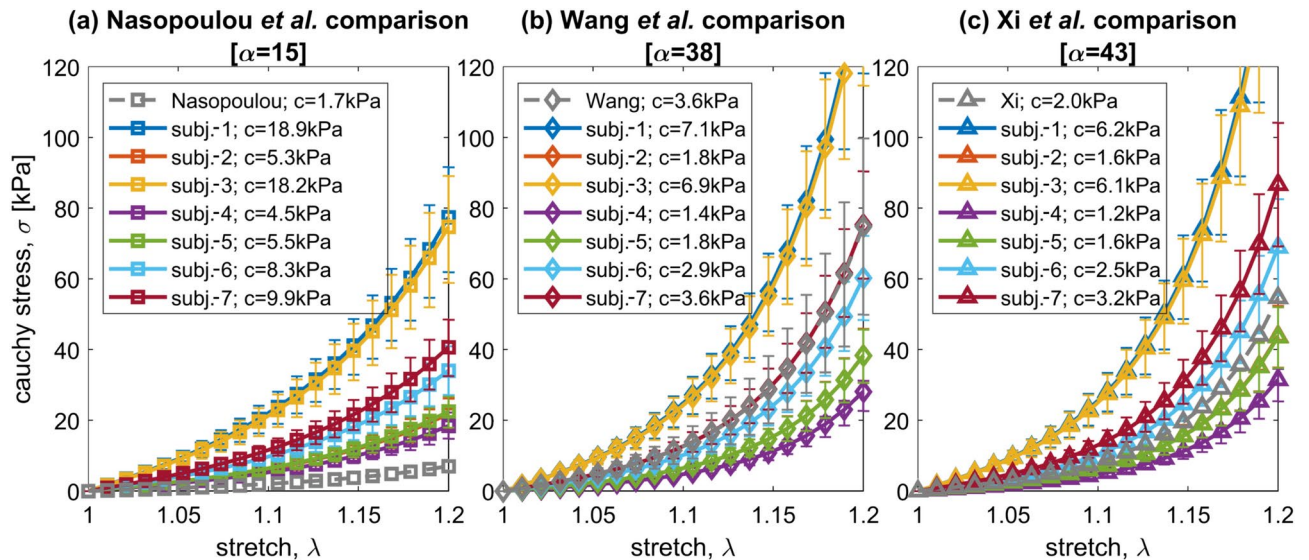 (a) Nasopoulou et al. comparison
[α=15]
120
100
80
60
40
20
0
cauchy stress, σ [kPa]
Nasopoulou; c=1.7kPa
subj.-1; c=18.9kPa
subj.-2; c=5.3kPa
subj.-3; c=18.2kPa
subj.-4; c=4.5kPa
subj.-5; c=5.5kPa
subj.-6; c=8.3kPa
subj.-7; c=9.9kPa
1 1.05 1.1 1.15 1.2
stretch, λ
(b) Wang et al. comparison
[α=38]
120
100
80
60
40
20
0
Wang; c=3.6kPa
subj.-1; c=7.1kPa
subj.-2; c=1.8kPa
subj.-3; c=6.9kPa
subj.-4; c=1.4kPa
subj.-5; c=1.8kPa
subj.-6; c=2.9kPa
subj.-7; c=3.6kPa
1 1.05 1.1 1.15 1.2
stretch, λ
(c) Xi et al. comparison
[α=43]
120
100
80
60
40
20
0
Xi; c=2.0kPa
subj.-1; c=6.2kPa
subj.-2; c=1.6kPa
subj.-3; c=6.1kPa
subj.-4; c=1.2kPa
subj.-5; c=1.6kPa
subj.-6; c=2.5kPa
subj.-7; c=3.2kPa
1 1.05 1.1 1.15 1.2
stretch, λ